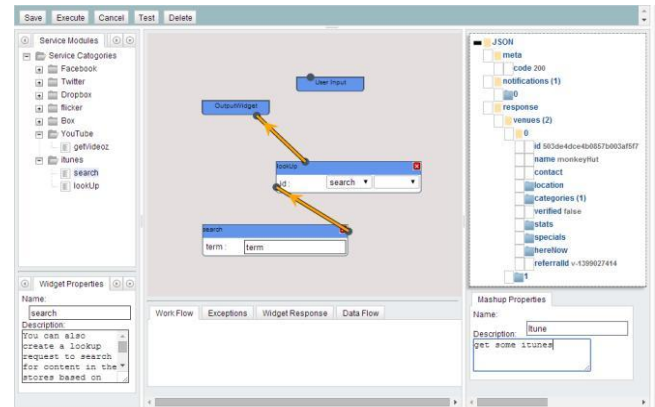 Save Execute Cancel Test Delete
Service Modules
Service Catogories
Facebook
Twitter
Dropbox
flicker
Box
YouTube
getVideoz
itunes
search
lookUp
Widget Properties
Name:
search
Description:
You can also
create a lookup
request to search
for content in the
stores based on
User Input
OutputWidget
lookUp
id :
search
search
term :
term
Work Flow Exceptions Widget Response Data Flow
JSON
meta
code 200
notifications (1)
0
response
venues (2)
0
id 503de4dce4b0857b003af5f7
name monkeyHut
contact
location
categories (1)
verified false
stats
specials
hereNow
referralId v-1399027414
1
Mashup Properties
Name:
Itune
Description:
get some itunes